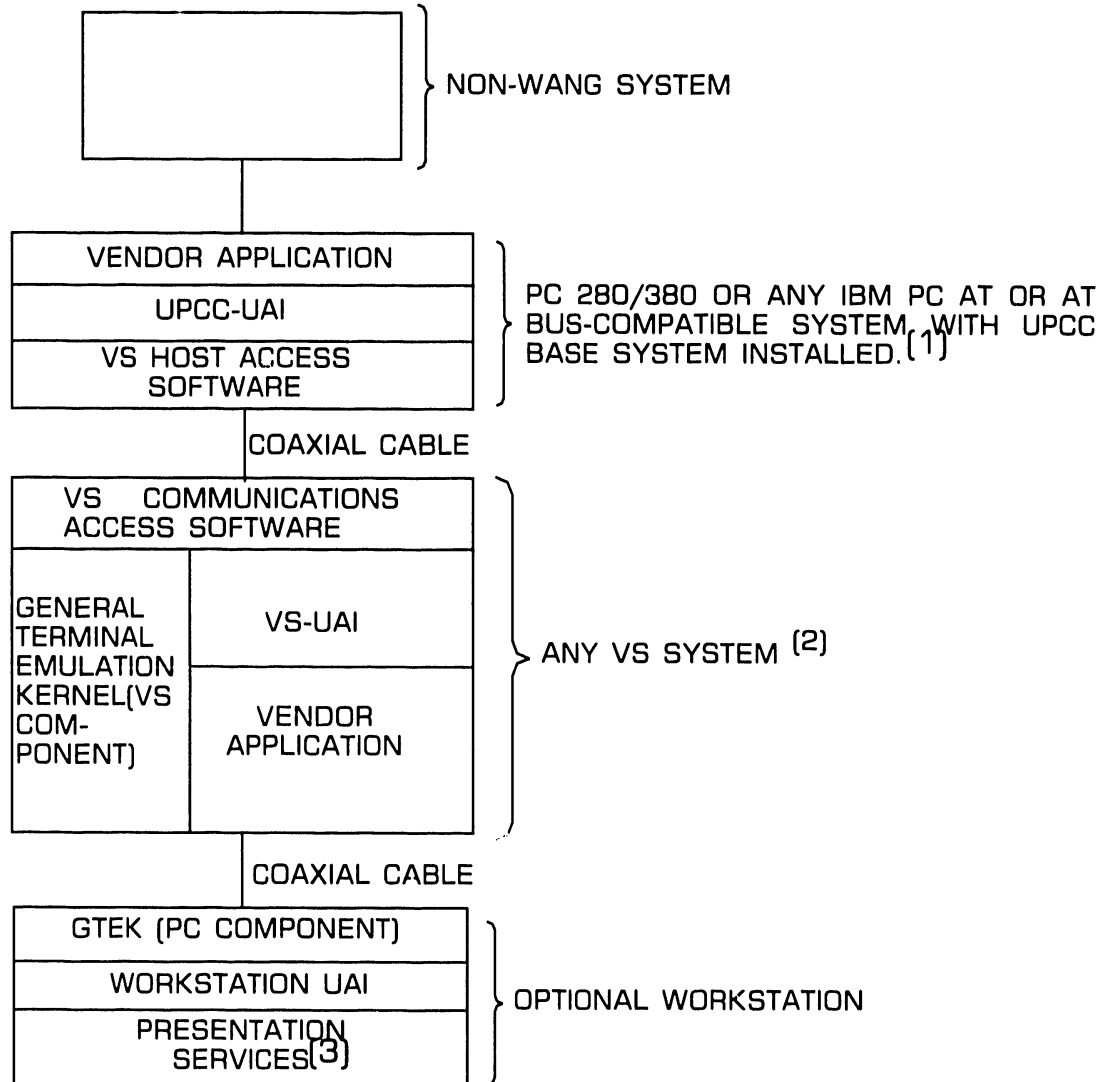 NON-WANG SYSTEM
VENDOR APPLICATION
UPCC-UAI
VS HOST ACCESS
SOFTWARE
PC 280/380 OR ANY IBM PC AT OR AT
BUS-COMPATIBLE SYSTEM WITH UPCC
BASE SYSTEM INSTALLED.(1)
COAXIAL CABLE
VS COMMUNICATIONS
ACCESS SOFTWARE
GENERAL
TERMINAL
EMULATION
KERNEL(VS
COM-
PONENT)
VS-UAI
VENDOR
APPLICATION
ANY VS SYSTEM (2)
COAXIAL CABLE
GTEK (PC COMPONENT)
WORKSTATION UAI
PRESENTATION
SERVICES(3)
OPTIONAL WORKSTATION